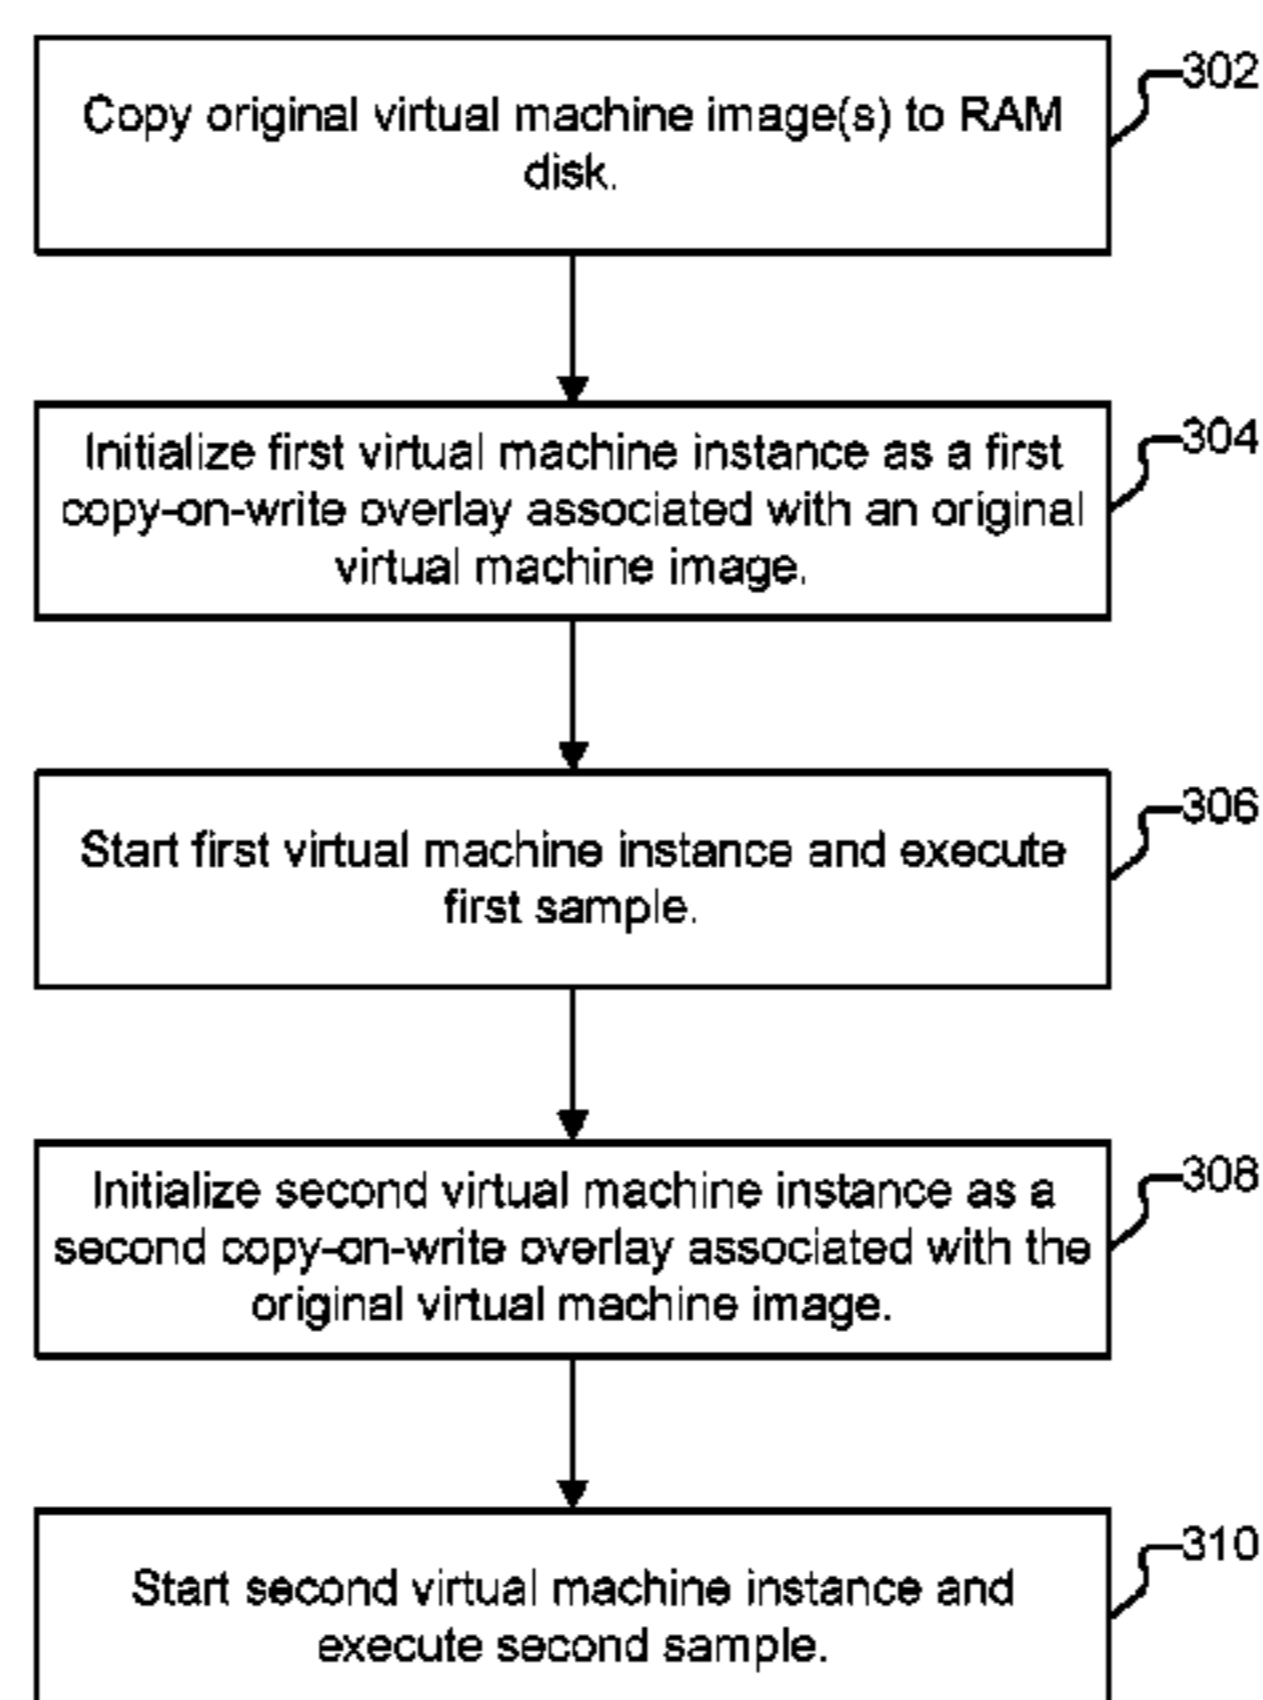 302
Copy original virtual machine image(s) to RAM
disk.
304
Initialize first virtual machine instance as a first
copy-on-write overlay associated with an original
virtual machine image.
306
Start first virtual machine instance and execute
first sample.
308
Initialize second virtual machine instance as a
second copy-on-write overlay associated with the
original virtual machine image.
310
Start second virtual machine instance and
execute second sample.